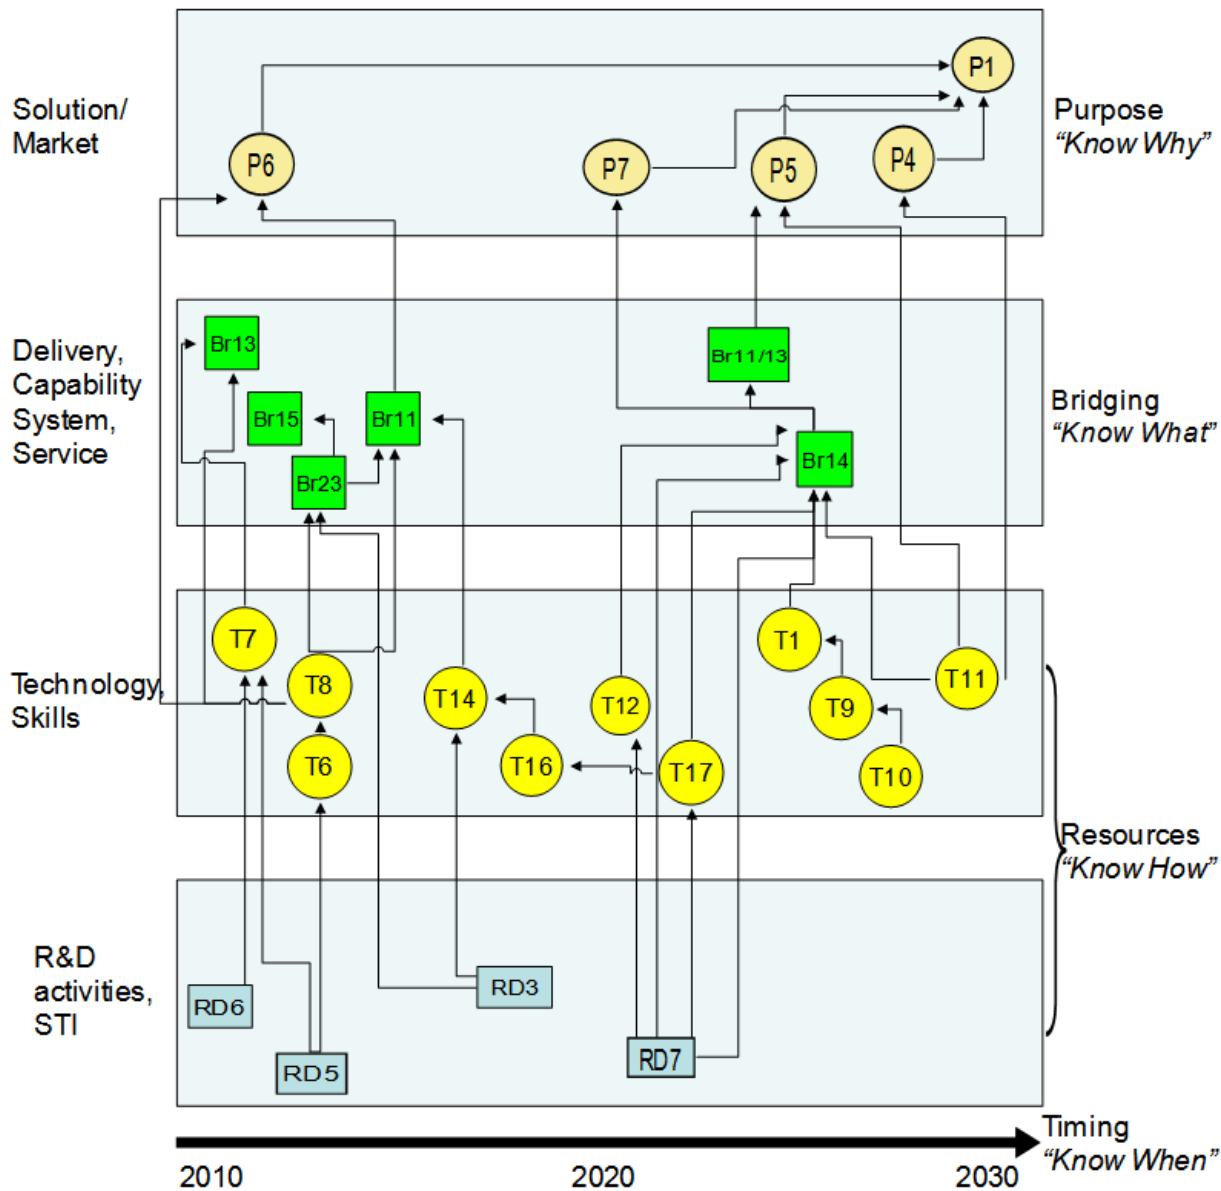 P1
Solution/
Market
Purpose
“Know Why”
P6
P7
P5
P4
Br13
Br11/13
Delivery,
Capability
System,
Service
Br15
Br11
Bridging
“Know What”
Br23
Br14
T7
T1
T8
T14
T12
T11
Technology,
Skills
T9
T6
T16
T17
T10
Resources
“Know How”
R&D
activities,
STI
RD6
RD3
RD5
RD7
Timing
“Know When”
2010
2020
2030